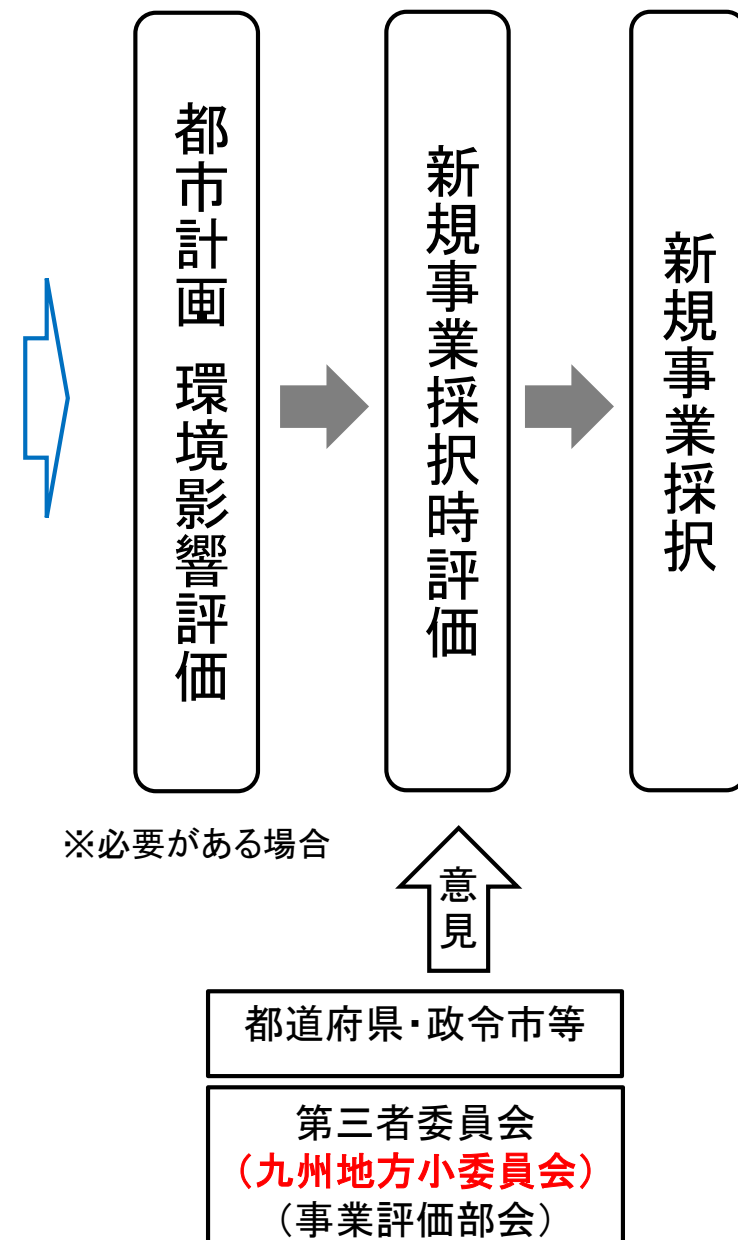 都市計画 環境影響評価
新規事業採択時評価
新規事業採択
※必要がある場合
意見
都道府県・政令市等
第三者委員会
（九州地方小委員会）
（事業評価部会）